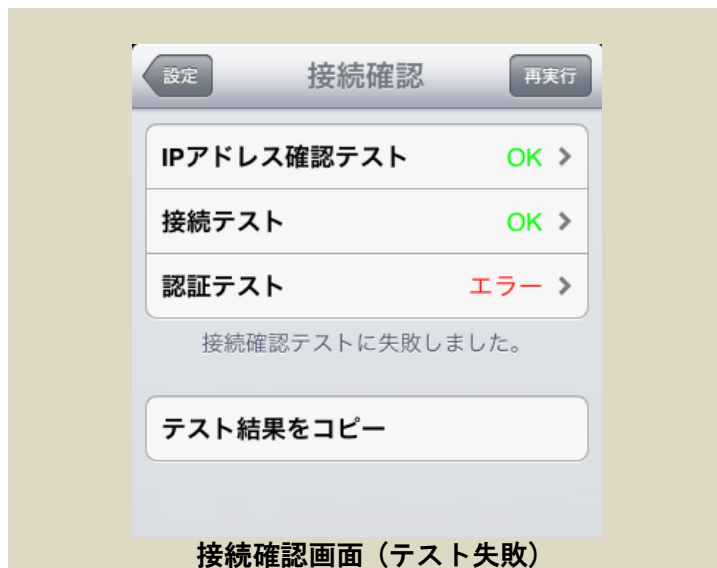 設定 接続確認 再実行
IPアドレス確認テスト OK
接続テスト OK
認証テスト エラー
接続確認テストに失敗しました。
テスト結果をコピー
接続確認画面（テスト失敗）